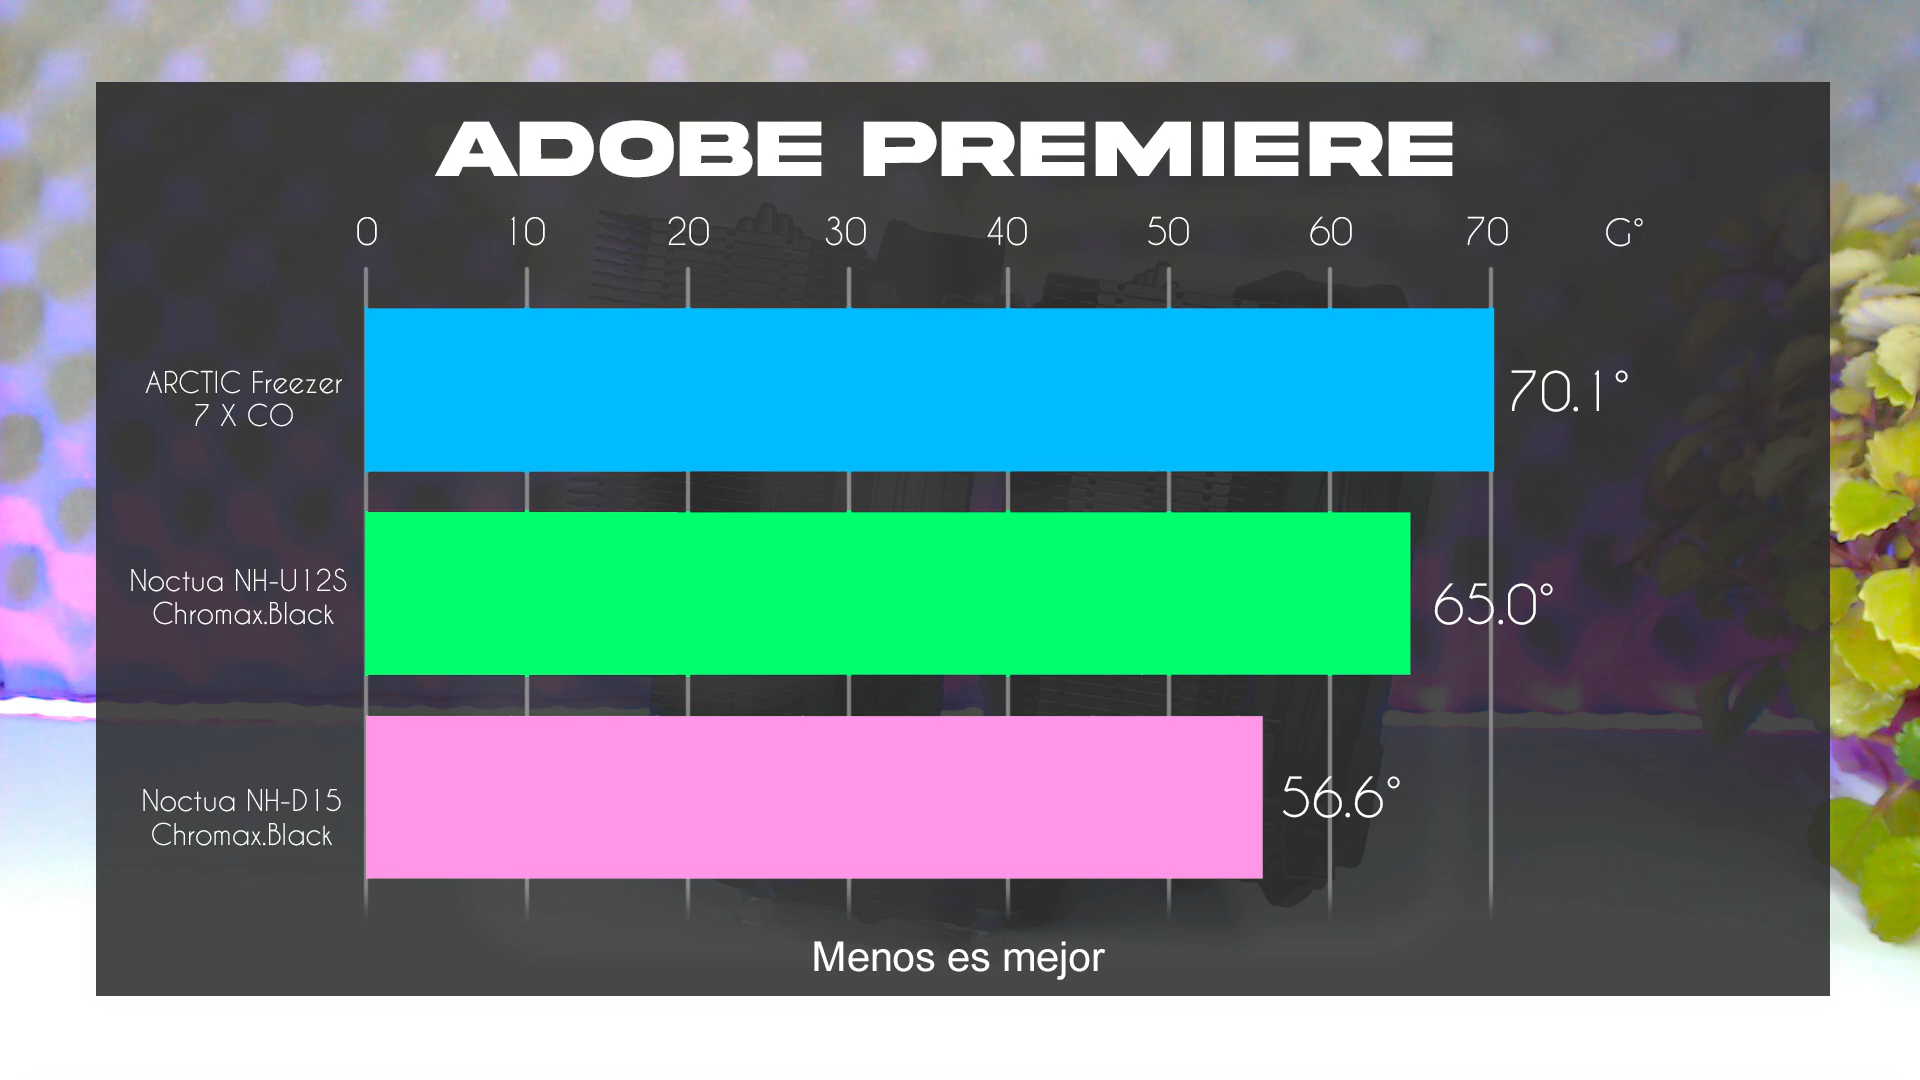 ADOBE PREMIERE
0 10 20 30 40 50 60 70 G°
ARCTIC Freezer
7 X CO
70.1°
Noctua NH-U12S
Chromax.Black
65.0°
Noctua NH-D15
Chromax.Black
56.6°
Menos es mejor